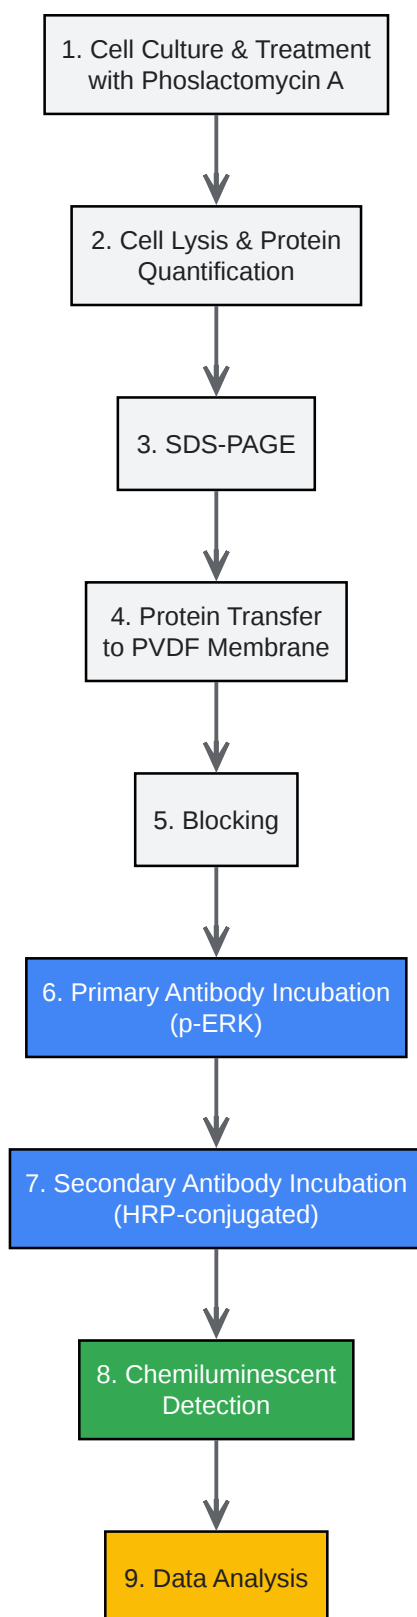 1. Cell Culture & Treatment
with Phoslactomycin A
2. Cell Lysis & Protein
Quantification
3. SDS-PAGE
4. Protein Transfer
to PVDF Membrane
5. Blocking
6. Primary Antibody Incubation
(p-ERK)
7. Secondary Antibody Incubation
(HRP-conjugated)
8. Chemiluminescent
Detection
9. Data Analysis